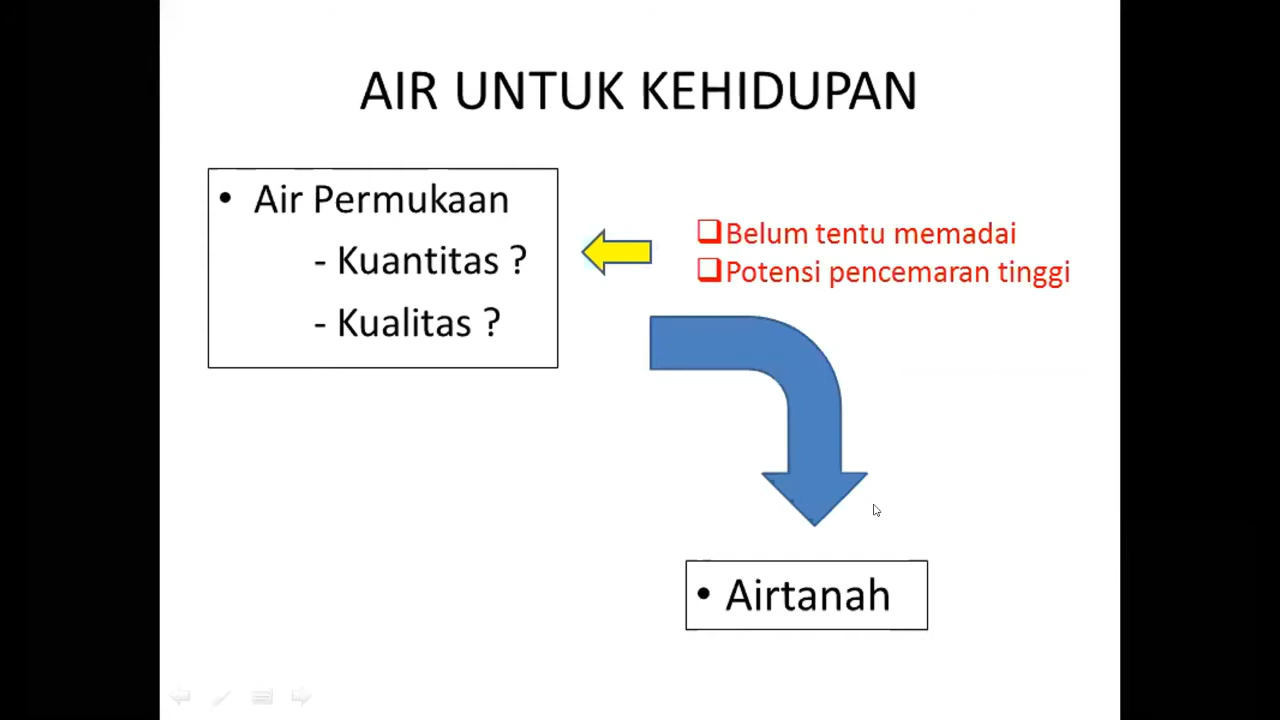 AIR UNTUK KEHIDUPAN
• Air Permukaan
- Kuantitas ?
- Kualitas ?
❑Belum tentu memadai
❑Potensi pencemaran tinggi
• Airtanah